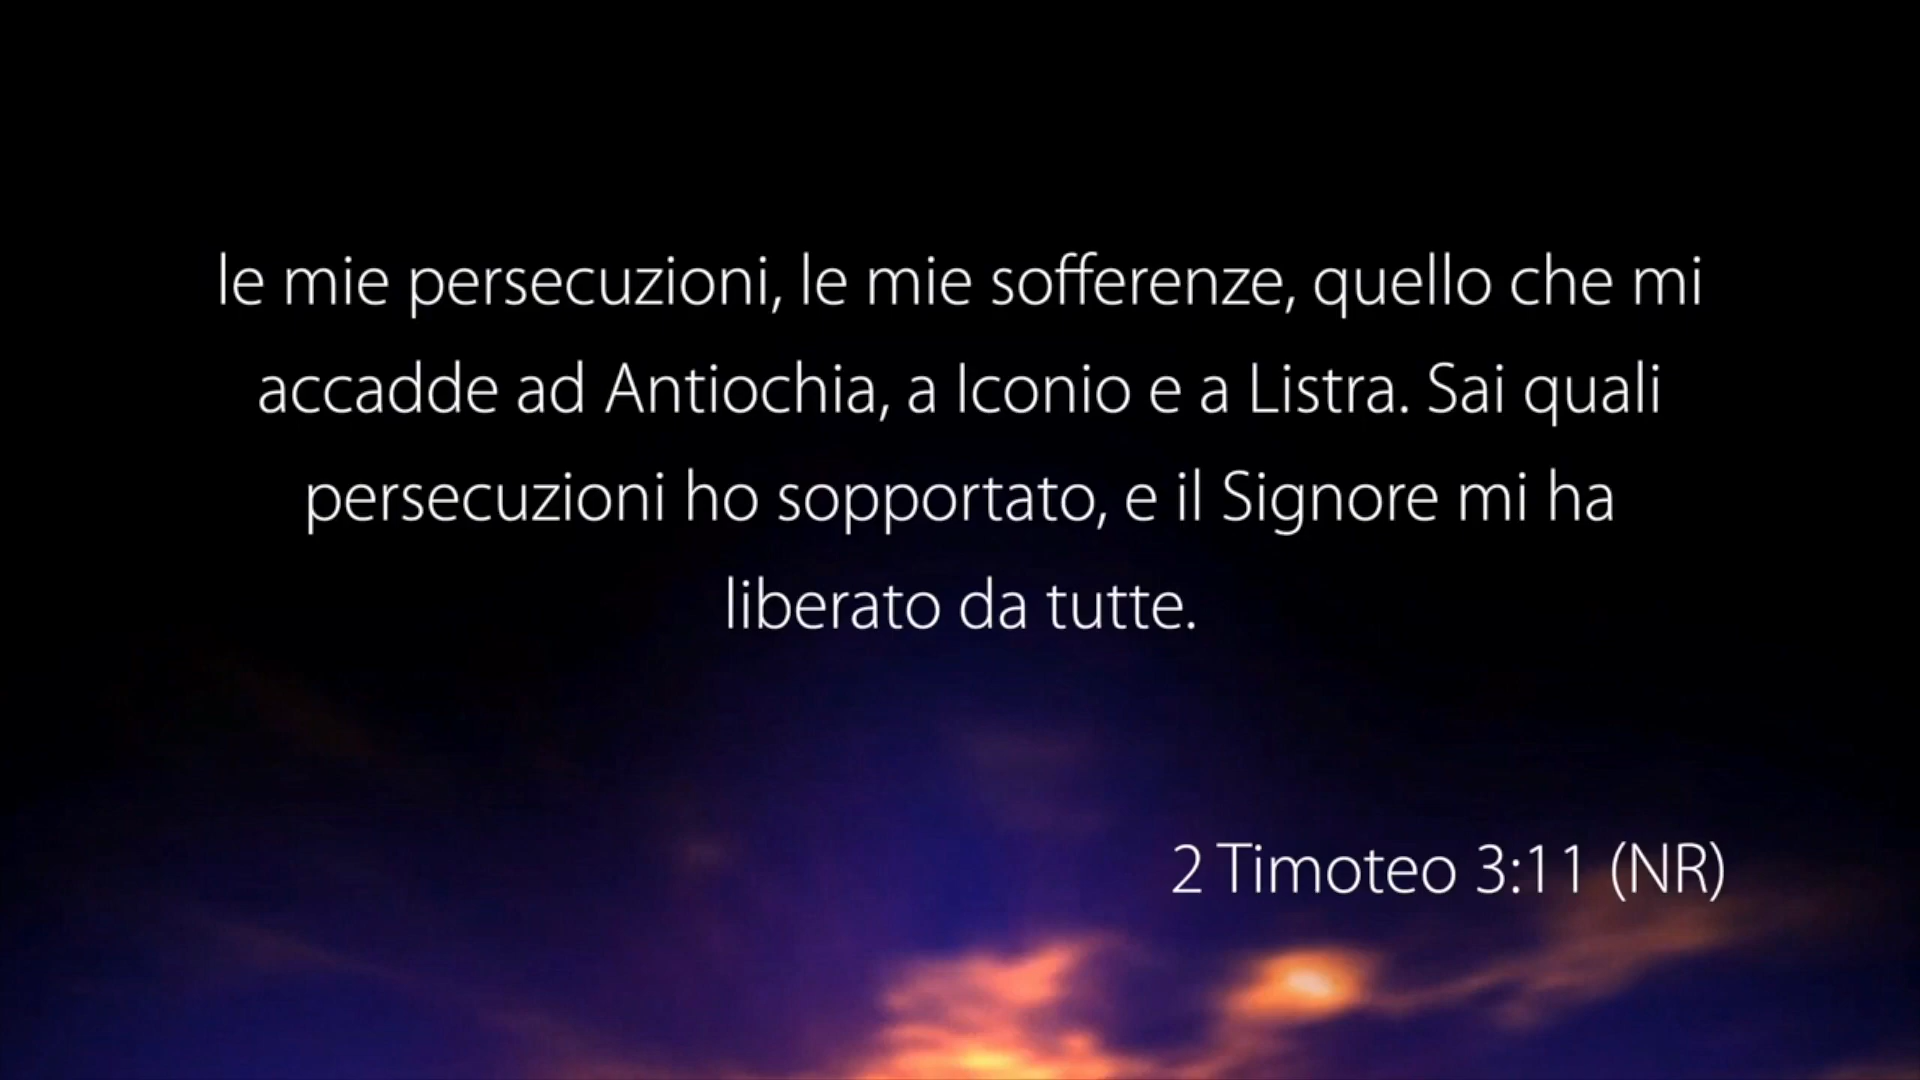 le mie persecuzioni, le mie sofferenze, quello che mi
accadde ad Antiochia, a Iconio e a Listra. Sai quali
persecuzioni ho sopportato, e il Signore mi ha
liberato da tutte.
2 Timoteo 3:11 (NR)